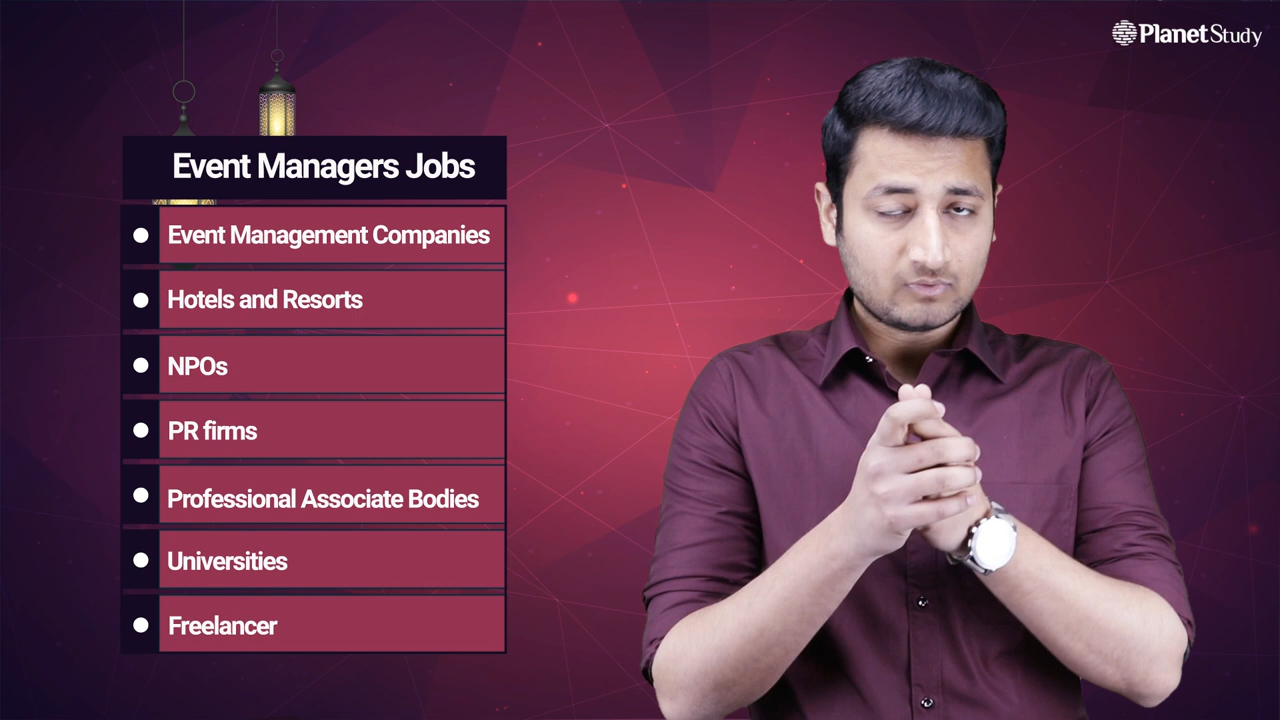 PlanetStudy
Event Managers Jobs
Event Management Companies
Hotels and Resorts
NPOs
PR firms
Professional Associate Bodies
Universities
Freelancer